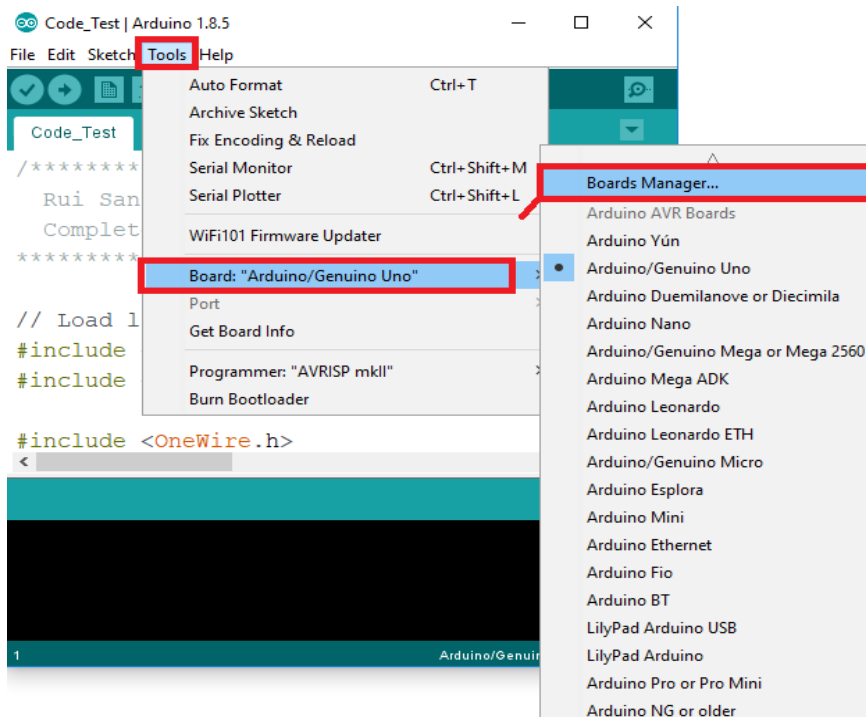 Code_Test | Arduino 1.8.5
File Edit Sketch Tools Help
Code_Test
/********
Rui San
Complet
*********
// Load l
#include
#include
#include <OneWire.h>
Auto Format Ctrl+T
Archive Sketch
Fix Encoding & Reload
Serial Monitor Ctrl+Shift+M
Serial Plotter Ctrl+Shift+L
WiFi101 Firmware Updater
Board: "Arduino/Genuino Uno"
Port
Get Board Info
Programmer: "AVRISP mkII"
Burn Bootloader
Boards Manager...
Arduino AVR Boards
Arduino Yún
Arduino/Genuino Uno
Arduino Duemilanove or Diecimila
Arduino Nano
Arduino/Genuino Mega or Mega 2560
Arduino Mega ADK
Arduino Leonardo
Arduino Leonardo ETH
Arduino/Genuino Micro
Arduino Esplora
Arduino Mini
Arduino Ethernet
Arduino Fio
Arduino BT
LilyPad Arduino USB
LilyPad Arduino
Arduino Pro or Pro Mini
Arduino NG or older
1 Arduino/Genuin